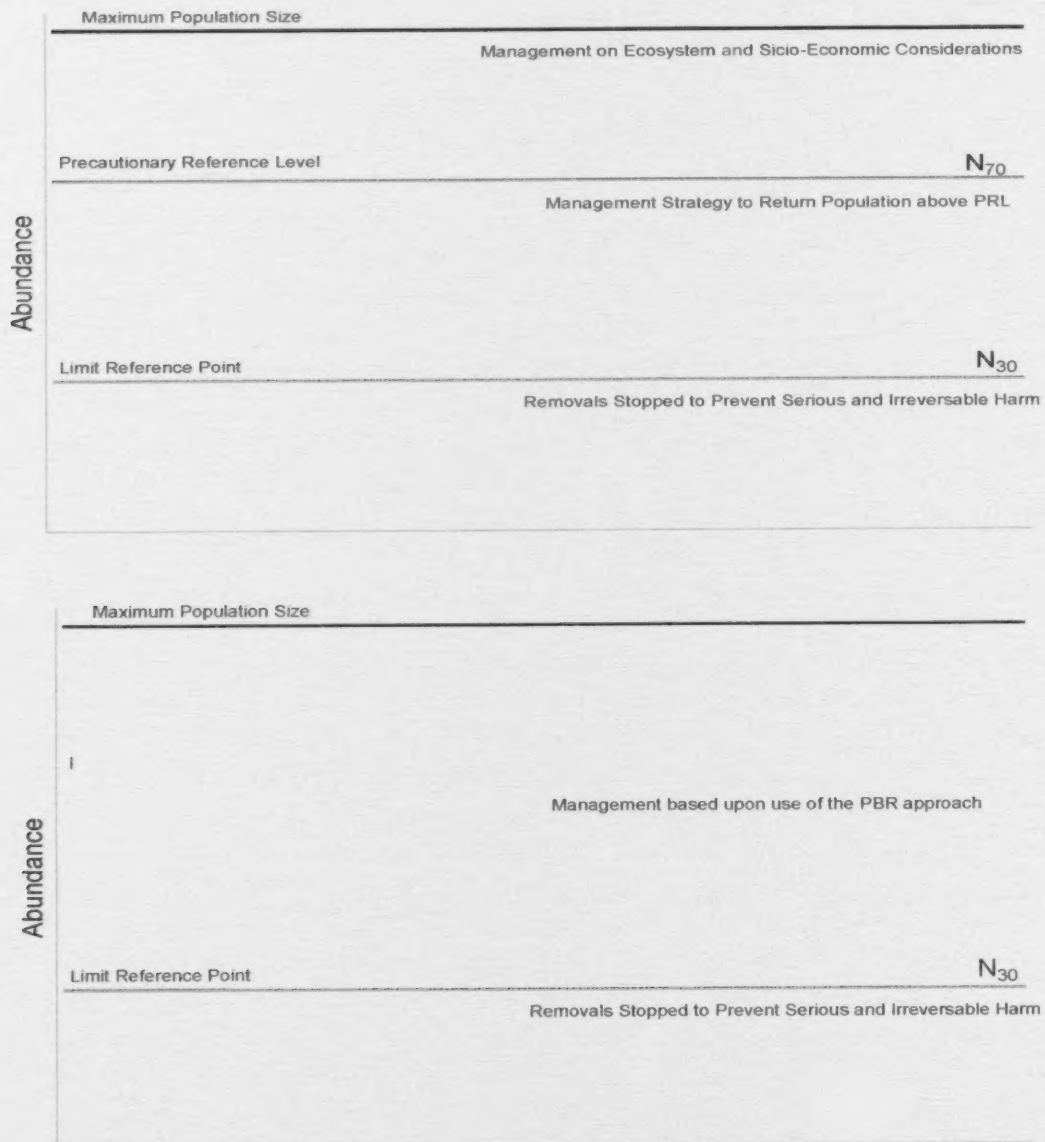 Maximum Population Size
Management on Ecosystem and Sicio-Economic Considerations
Precautionary Reference Level N70
Management Strategy to Return Population above PRL
Abundance
Limit Reference Point N30
Removals Stopped to Prevent Serious and Irreversable Harm
Maximum Population Size
I
Management based upon use of the PBR approach
Abundance
Limit Reference Point N30
Removals Stopped to Prevent Serious and Irreversable Harm